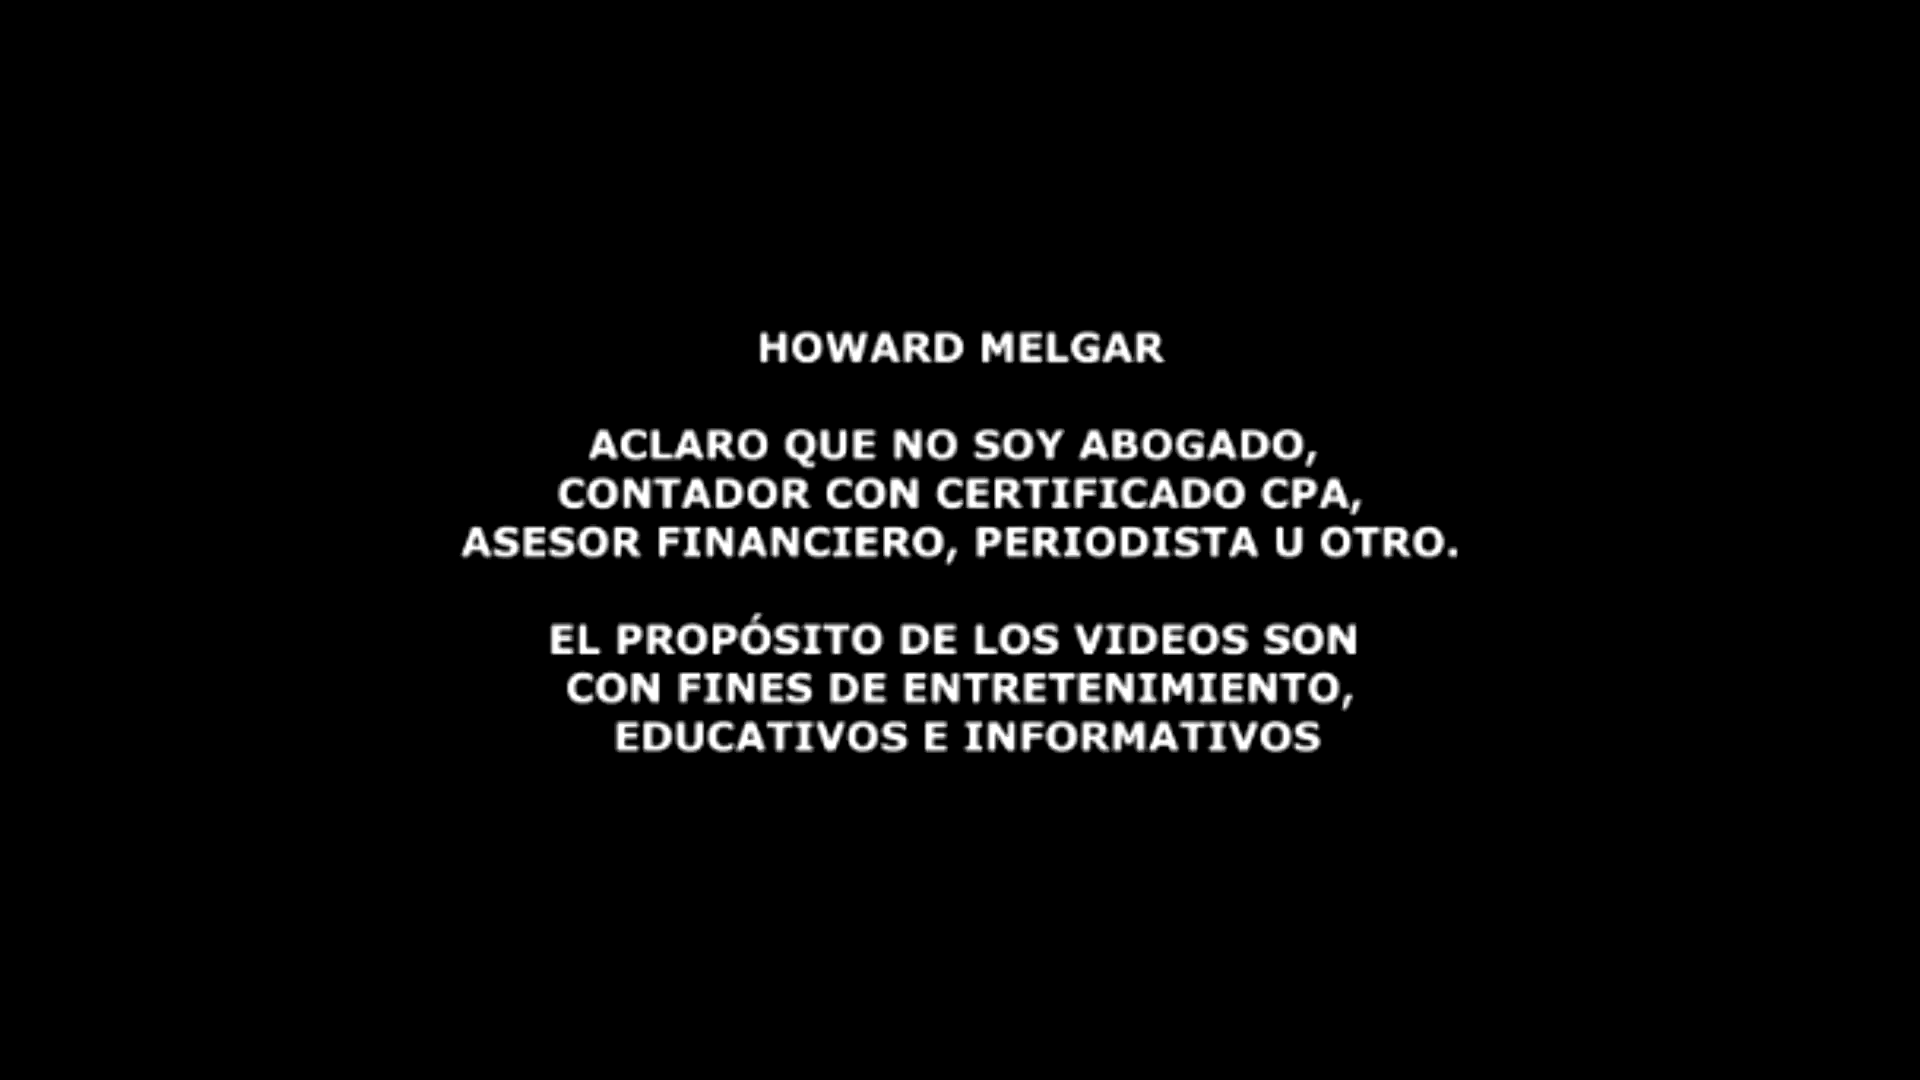 HOWARD MELGAR
ACLARO QUE NO SOY ABOGADO,
CONTADOR CON CERTIFICADO CPA,
ASESOR FINANCIERO, PERIODISTA U OTRO.
EL PROPÓSITO DE LOS VIDEOS SON
CON FINES DE ENTRETENIMIENTO,
EDUCATIVOS E INFORMATIVOS